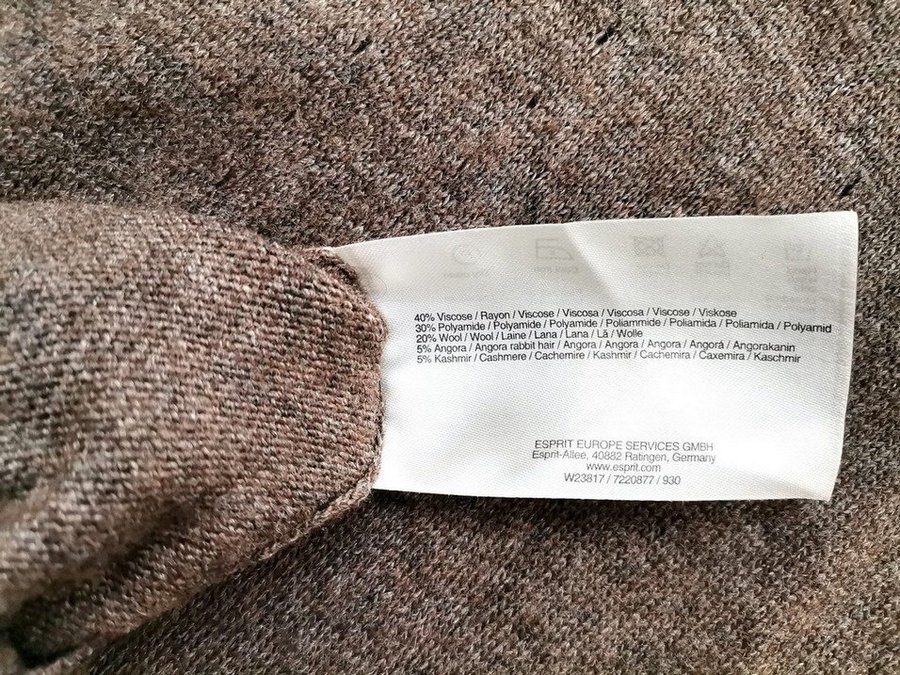 40% Viscose / Rayon / Viscose / Viscosa / Viscosa / Viscose / Viskose
30% Polyamide / Polyamide / Polyamide / Poliammide / Poliamida / Poliamida / Polyamid
20% Wool / Wool / Laine / Lana / Lana / Lã / Wolle
5% Angora / Angora rabbit hair / Angora / Angora / Angora / Angorá / Angorakanin
5% Kashmir / Cashmere / Cachemire / Kashmir / Cachemira / Caxemira / Kaschmir
ESPRIT EUROPE SERVICES GMBH
Esprit-Allee, 40882 Ratingen, Germany
www.esprit.com
W23817 / 7220877 / 930